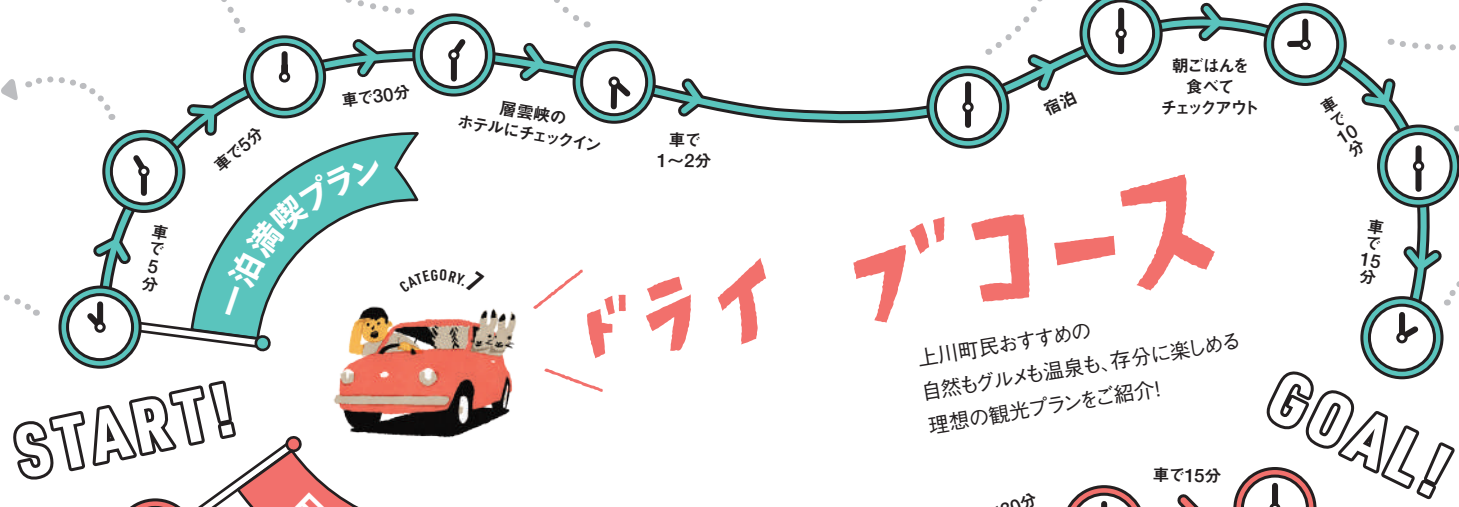 車で5分
車で5分
車で30分
層雲峡の
ホテルにチェックイン
車で
1〜2分
宿泊
朝ごはんを
食べて
チェックアウト
車で10分
車で15分
一泊満喫プラン
CATEGORY.1
ドライブコース
上川町民おすすめの
自然もグルメも温泉も、存分に楽しめる
理想の観光プランをご紹介!
START!
GOAL!
車で15分